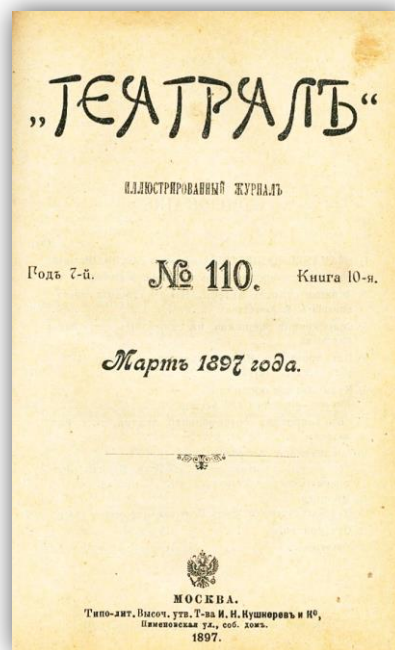 „ТЕАТРАЛЪ“
ИЛЛЮСТРИРОВАННЫЙ ЖУРНАЛЪ
Годъ 7-й. № 110. Книга 10-я.
Мартъ 1897 года.
МОСКВА.
Типо-лит. Высоч. утв. Т-ва И. Н. Кушнеревъ и К⁰,
Пименовская ул., соб. домъ.
1897.